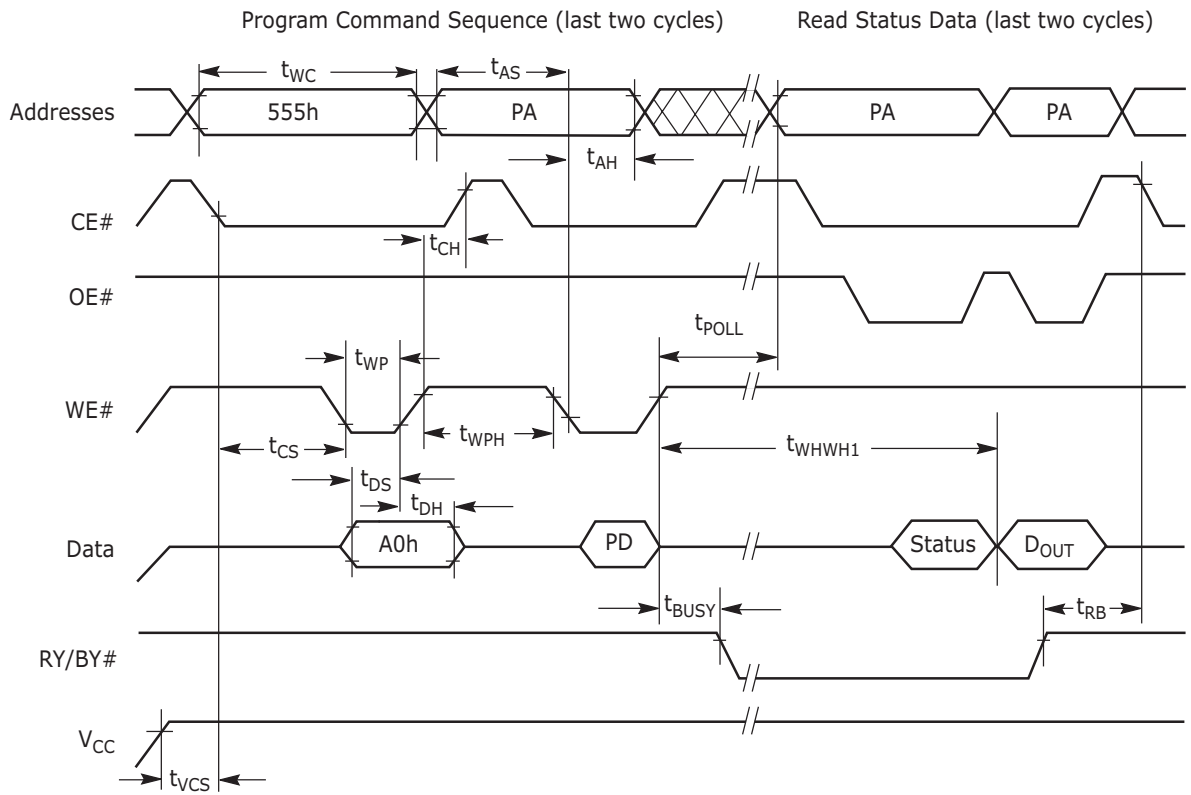 Program Command Sequence (last two cycles) Read Status Data (last two cycles)
tWC tAS
Addresses 555h PA PA PA
tAH
CE#
tCH
OE#
tPOLL
tWP
WE#
tWPH
tCS tWHWH1
tDS
tDH
Data A0h PD Status DOUT
tBUSY tRB
RY/BY#
VCC
tVCS